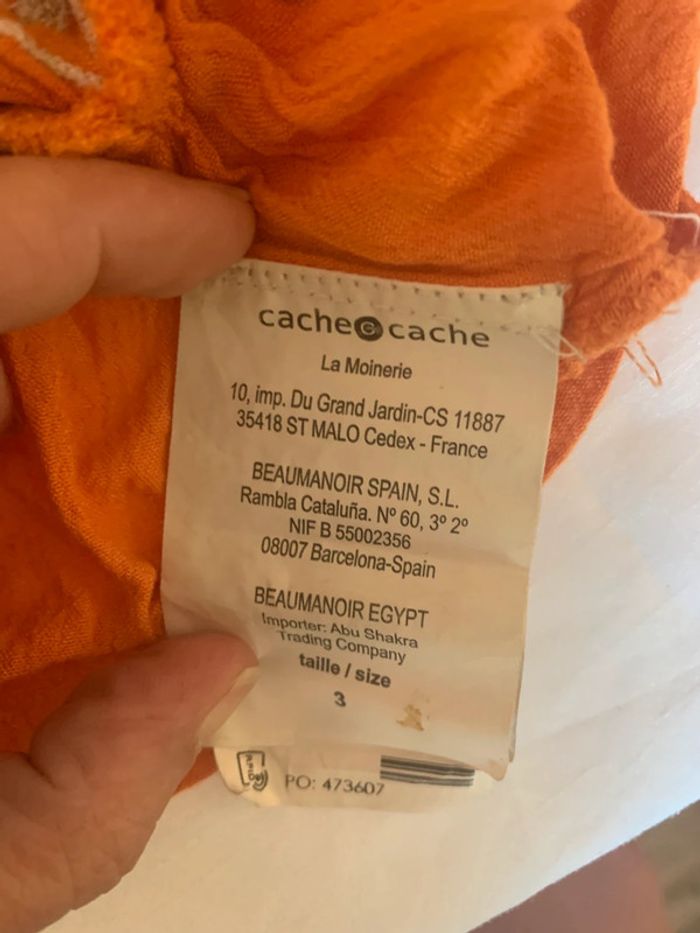 cache cache
La Moinerie
10, imp. Du Grand Jardin-CS 11887
35418 ST MALO Cedex - France
BEAUMANOIR SPAIN, S.L.
Rambla Cataluña. Nº 60, 3º 2º
NIF B 55002356
08007 Barcelona-Spain
BEAUMANOIR EGYPT
Importer: Abu Shakra
Trading Company
taille / size
3
PO: 473607